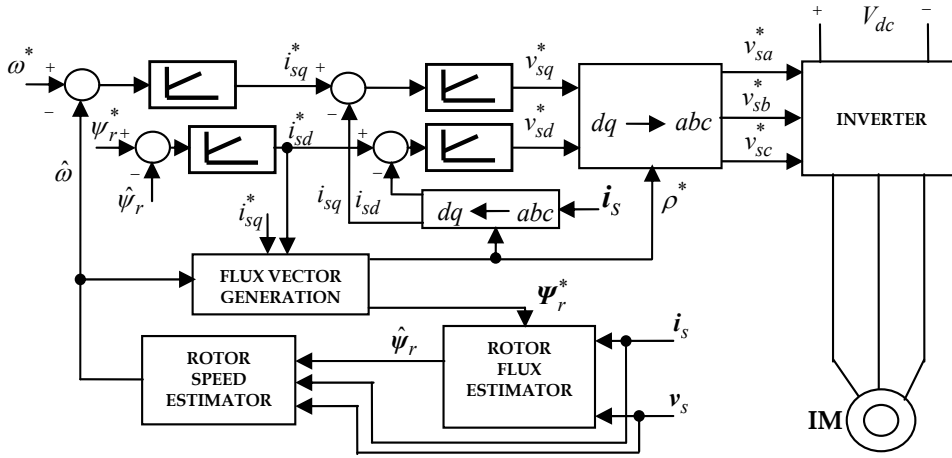 + V_dc −
ω* + −
i*_sq + −
v*_sq
v*_sa
v*_sb
v*_sc
INVERTER
ψ*_r + −
i*_sd + −
v*_sd
dq → abc
ω̂
ψ̂_r
i*_sq
i_sq i_sd
dq ← abc
i_s
ρ*
FLUX VECTOR
GENERATION
Ψ*_r
ψ̂_r
i_s
ROTOR
SPEED
ESTIMATOR
ROTOR
FLUX
ESTIMATOR
v_s
IM